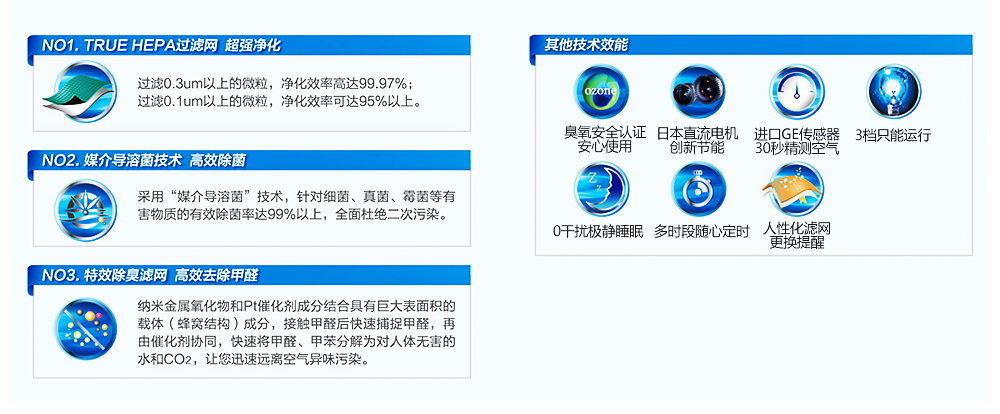 NO1. TRUE HEPA过滤网 超强净化
过滤0.3um以上的微粒，净化效率高达99.97%；
过滤0.1um以上的微粒，净化效率可达95%以上。
NO2. 媒介导溶菌技术 高效除菌
采用“媒介导溶菌”技术，针对细菌、真菌、霉菌等有
害物质的有效除菌率达99%以上，全面杜绝二次污染。
NO3. 特效除臭滤网 高效去除甲醛
纳米金属氧化物和Pt催化剂成分结合具有巨大表面积的
载体（蜂窝结构）成分，接触甲醛后快速捕捉甲醛，再
由催化剂协同，快速将甲醛、甲苯分解为对人体无害的
水和CO2，让您迅速远离空气异味污染。
其他技术效能
ozone
臭氧安全认证
安心使用
日本直流电机
创新节能
进口GE传感器
30秒精测空气
3档只能运行
Z z
0干扰极静睡眠
多时段随心定时
人性化滤网
更换提醒